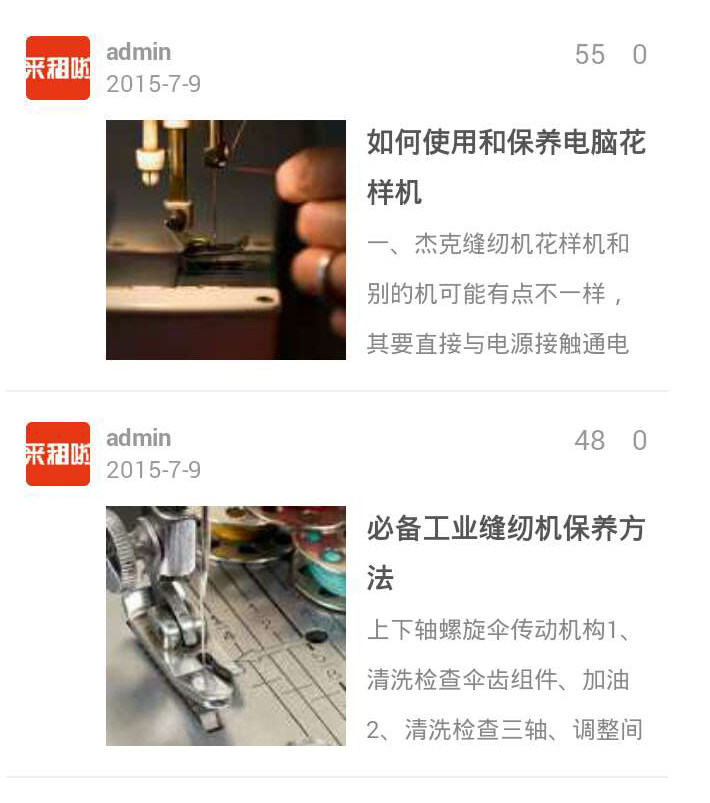 采招啦
admin
55 0
2015-7-9
如何使用和保养电脑花
样机
一、杰克缝纫机花样机和
别的机可能有点不一样，
其要直接与电源接触通电
admin
48 0
2015-7-9
必备工业缝纫机保养方
法
上下轴螺旋伞传动机构1、
清洗检查伞齿组件、加油
2、清洗检查三轴、调整间